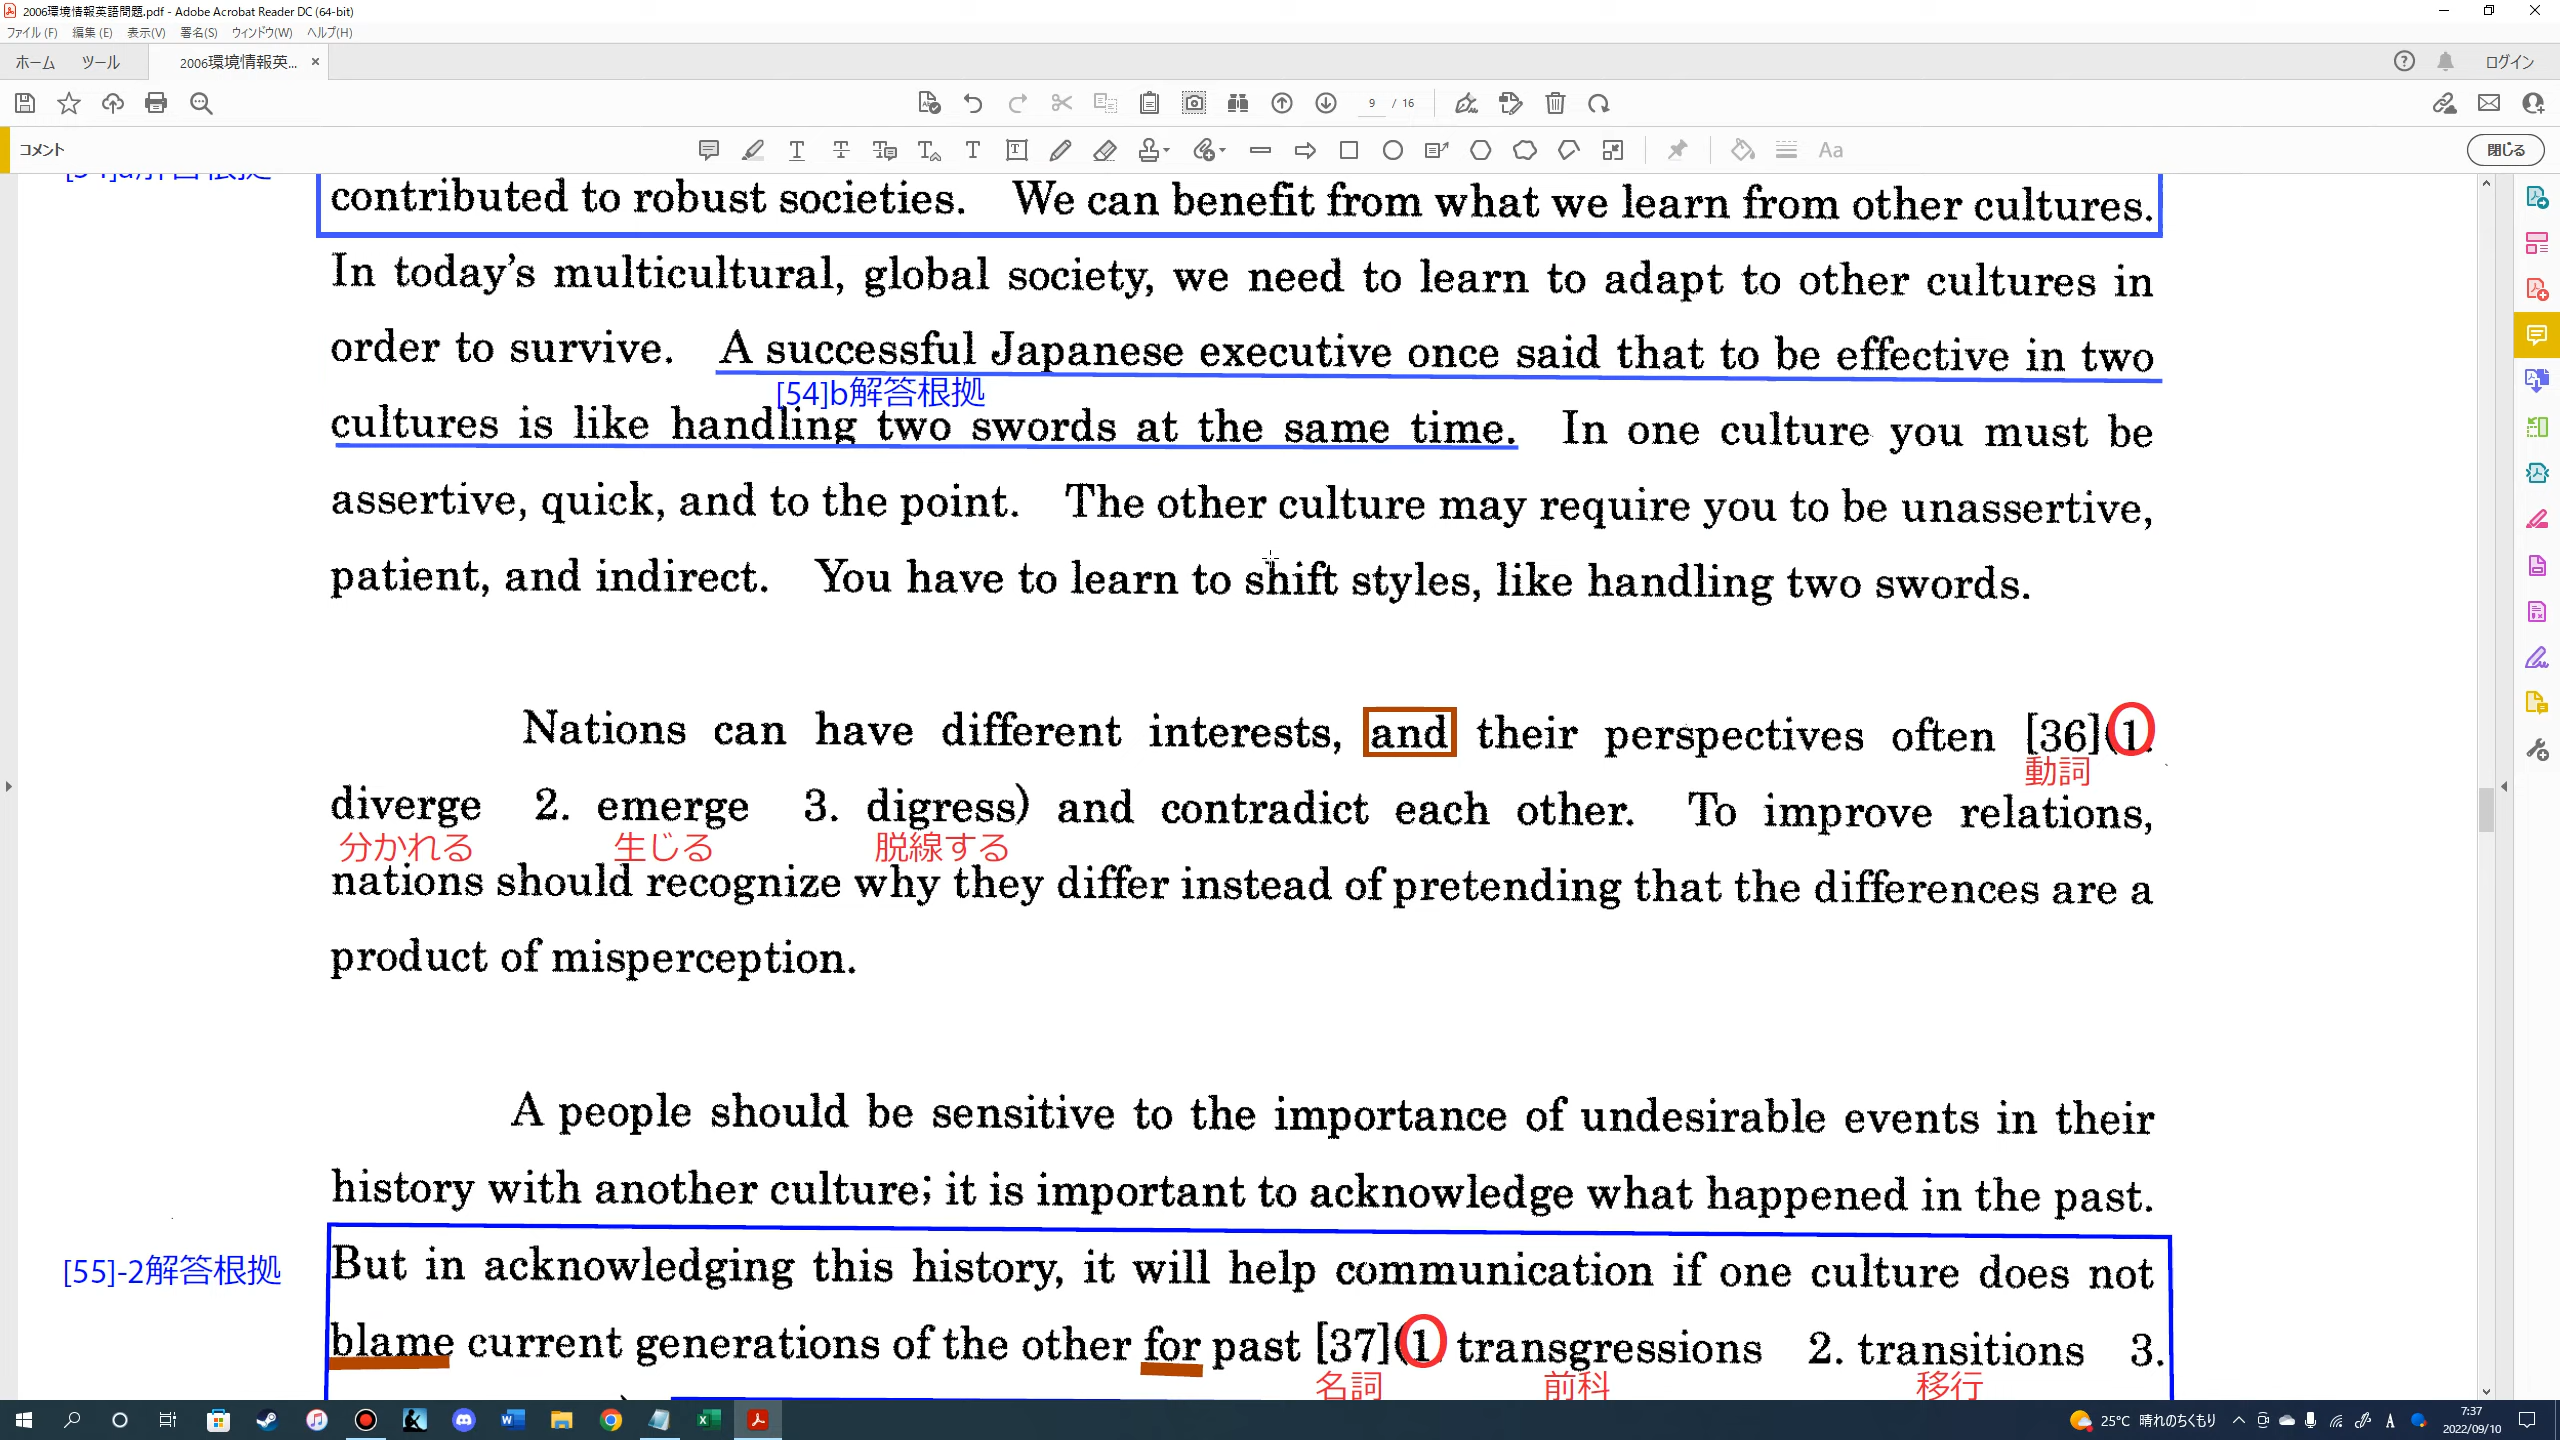 2006環境情報英語問題.pdf - Adobe Acrobat Reader DC (64-bit)
ファイル(F) 編集(E) 表示(V) 署名(S) ウィンドウ(W) ヘルプ(H)
ホーム ツール 2006環境情報英... × ログイン
9 / 16
コメント 閉じる
contributed to robust societies. We can benefit from what we learn from other cultures.
In today's multicultural, global society, we need to learn to adapt to other cultures in
order to survive. A successful Japanese executive once said that to be effective in two
[54]b解答根拠
cultures is like handling two swords at the same time. In one culture you must be
assertive, quick, and to the point. The other culture may require you to be unassertive,
patient, and indirect. You have to learn to shift styles, like handling two swords.
Nations can have different interests, and their perspectives often [36](1.
動詞
diverge 2. emerge 3. digress) and contradict each other. To improve relations,
分かれる 生じる 脱線する
nations should recognize why they differ instead of pretending that the differences are a
product of misperception.
A people should be sensitive to the importance of undesirable events in their
history with another culture; it is important to acknowledge what happened in the past.
[55]-2解答根拠 But in acknowledging this history, it will help communication if one culture does not
blame current generations of the other for past [37](1. transgressions 2. transitions 3.
名詞 前科 移行
25°C 晴れのちくもり A 7:37
2022/09/10